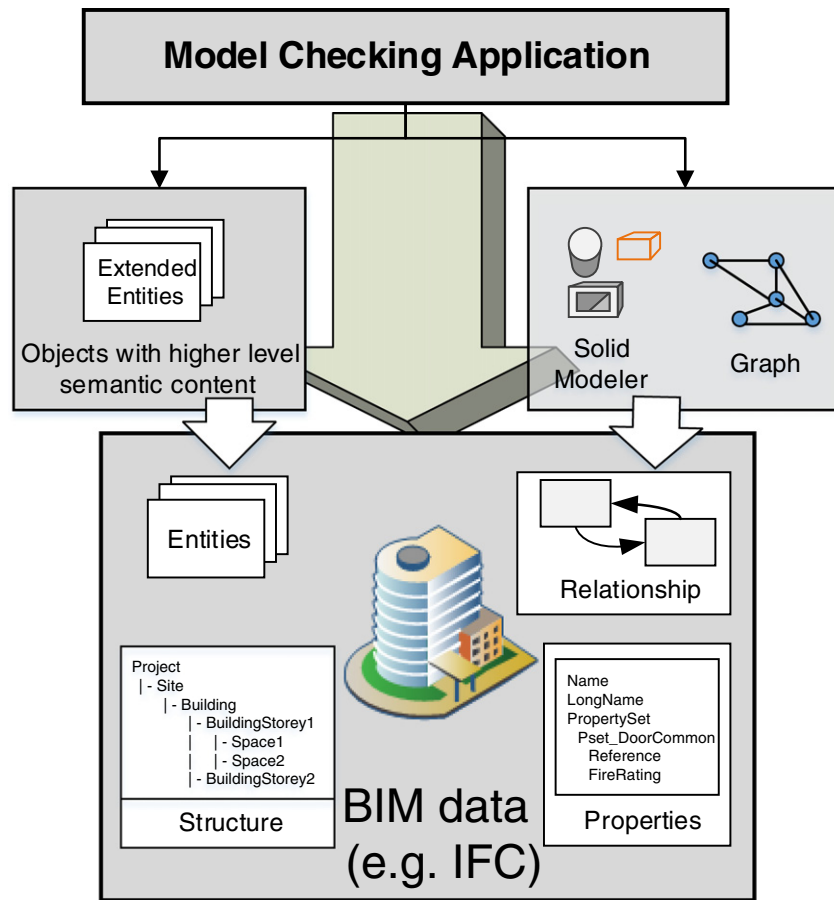 Model Checking Application
Extended
Entities
Objects with higher level
semantic content
Solid
Modeler
Graph
Entities
Relationship
Project
|- Site
|- Building
|- BuildingStorey1
| |- Space1
| |- Space2
|- BuildingStorey2
Structure
Name
LongName
PropertySet
Pset_DoorCommon
Reference
FireRating
Properties
BIM data
(e.g. IFC)